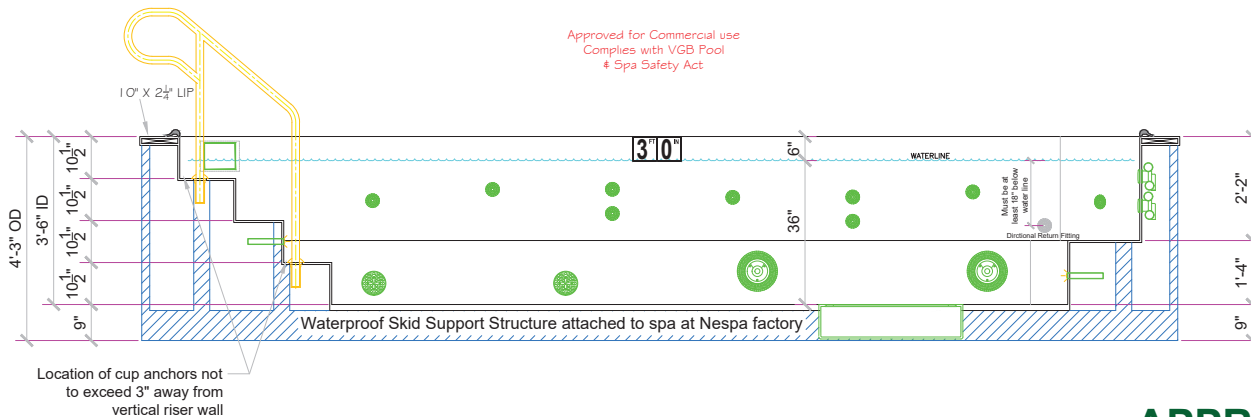 Approved for Commercial use
Complies with VGB Pool
& Spa Safety Act
10" X 2¼" LIP
3 FT 0 IN
WATERLINE
6"
36"
Must be at
least 18" below
water line
Dirctional Return Fitting
4'-3" OD
3'-6" ID
10½"
10½"
10½"
10½"
9"
2'-2"
1'-4"
9"
Waterproof Skid Support Structure attached to spa at Nespa factory
Location of cup anchors not
to exceed 3" away from
vertical riser wall